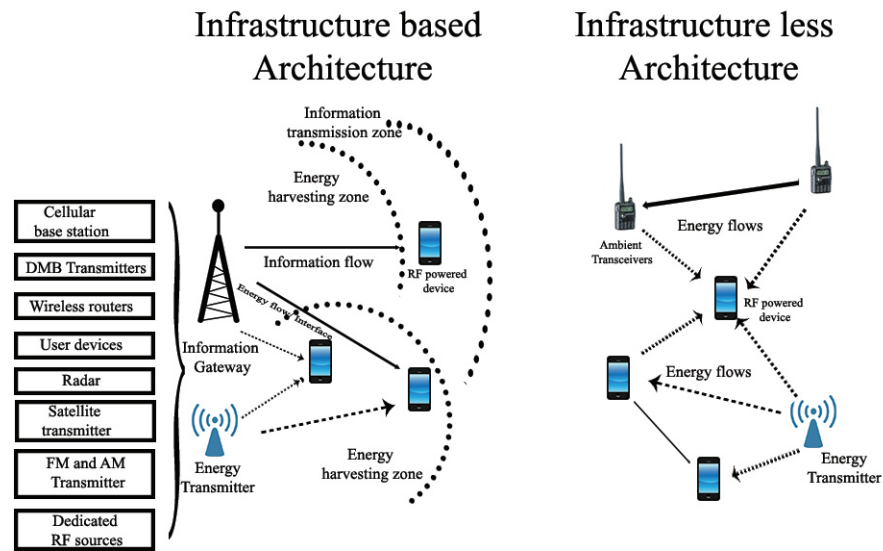 Infrastructure based
Architecture
Infrastructure less
Architecture
Information
transmission zone
Energy
harvesting zone
Cellular
base station
DMB Transmitters
Wireless routers
User devices
Radar
Satellite
transmitter
FM and AM
Transmitter
Dedicated
RF sources
Information flow
RF powered
device
Energy flow/ Interface
Information
Gateway
Energy
Transmitter
Energy
harvesting zone
Energy flows
Ambient
Transceivers
RF powered
device
Energy flows
Energy
Transmitter